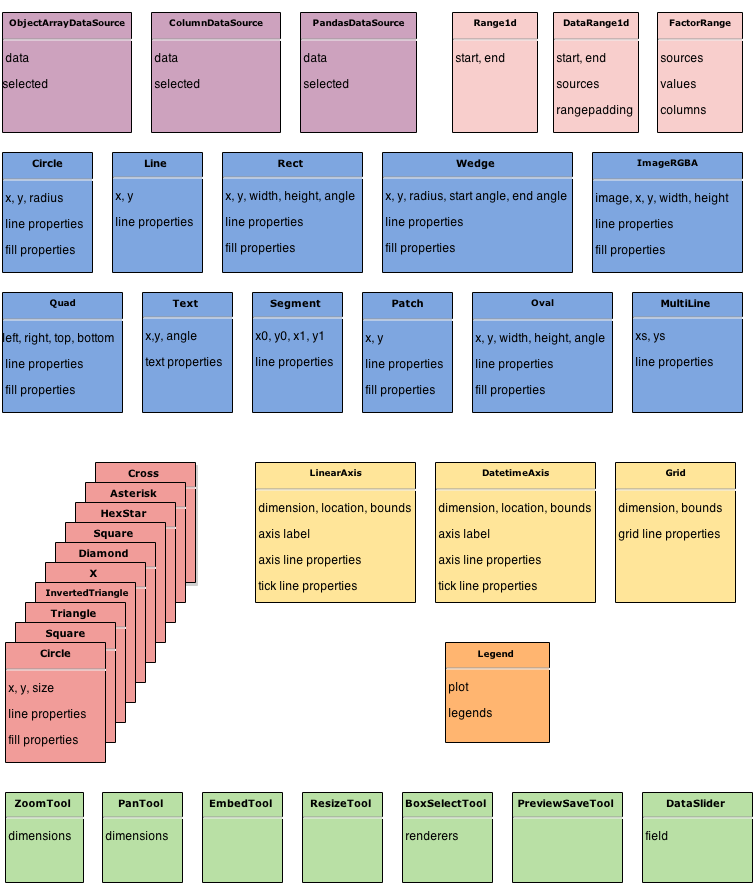 ObjectArrayDataSource
data
selected
ColumnDataSource
data
selected
PandasDataSource
data
selected
Range1d
start, end
DataRange1d
start, end
sources
rangepadding
FactorRange
sources
values
columns
Circle
x, y, radius
line properties
fill properties
Line
x, y
line properties
Rect
x, y, width, height, angle
line properties
fill properties
Wedge
x, y, radius, start angle, end angle
line properties
fill properties
ImageRGBA
image, x, y, width, height
line properties
fill properties
Quad
left, right, top, bottom
line properties
fill properties
Text
x,y, angle
text properties
Segment
x0, y0, x1, y1
line properties
Patch
x, y
line properties
fill properties
Oval
x, y, width, height, angle
line properties
fill properties
MultiLine
xs, ys
line properties
Cross
Asterisk
HexStar
Square
Diamond
X
InvertedTriangle
Triangle
Square
Circle
x, y, size
line properties
fill properties
LinearAxis
dimension, location, bounds
axis label
axis line properties
tick line properties
DatetimeAxis
dimension, location, bounds
axis label
axis line properties
tick line properties
Grid
dimension, bounds
grid line properties
Legend
plot
legends
ZoomTool
dimensions
PanTool
dimensions
EmbedTool
ResizeTool
BoxSelectTool
renderers
PreviewSaveTool
DataSlider
field